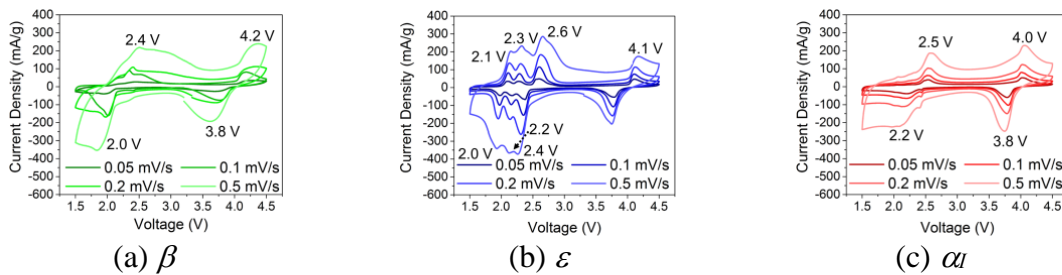 Current Density (mA/g)
400
300
200
100
0
-100
-200
-300
-400
-500
-600
2.4 V
4.2 V
2.0 V
3.8 V
0.05 mV/s
0.1 mV/s
0.2 mV/s
0.5 mV/s
1.5 2.0 2.5 3.0 3.5 4.0 4.5
Voltage (V)
(a) β
Current Density (mA/g)
400
300
200
100
0
-100
-200
-300
-400
-500
-600
2.1 V
2.3 V
2.6 V
4.1 V
2.0 V
2.2 V
2.4 V
3.8 V
0.05 mV/s
0.1 mV/s
0.2 mV/s
0.5 mV/s
1.5 2.0 2.5 3.0 3.5 4.0 4.5
Voltage (V)
(b) ε
Current Density (mA/g)
400
300
200
100
0
-100
-200
-300
-400
-500
-600
2.5 V
4.0 V
2.2 V
3.8 V
0.05 mV/s
0.1 mV/s
0.2 mV/s
0.5 mV/s
1.5 2.0 2.5 3.0 3.5 4.0 4.5
Voltage (V)
(c) αI